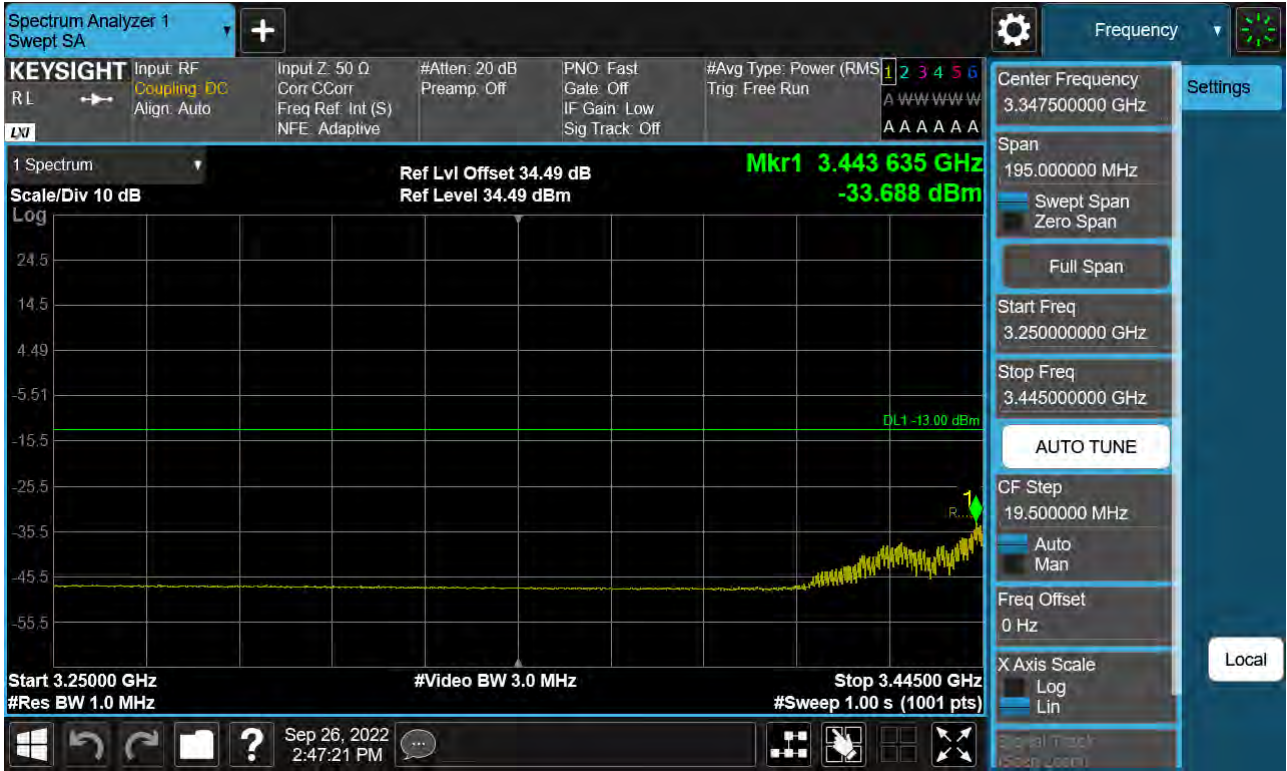 Spectrum Analyzer 1
Swept SA
+
Frequency
KEYSIGHT
RL
LXI
Input: RF
Coupling: DC
Align: Auto
Input Z: 50 Ω
Corr CCorr
Freq Ref: Int (S)
NFE: Adaptive
#Atten: 20 dB
Preamp: Off
PNO: Fast
Gate: Off
IF Gain: Low
Sig Track: Off
#Avg Type: Power (RMS
Trig: Free Run
1 2 3 4 5 6
A W W W W W
A A A A A A
1 Spectrum
Scale/Div 10 dB
Log
Ref Lvl Offset 34.49 dB
Ref Level 34.49 dBm
Mkr1 3.443 635 GHz
-33.688 dBm
24.5
14.5
4.49
-5.51
DL1 -13.00 dBm
-15.5
-25.5
1
R...
-35.5
-45.5
-55.5
Start 3.25000 GHz
#Res BW 1.0 MHz
#Video BW 3.0 MHz
Stop 3.44500 GHz
#Sweep 1.00 s (1001 pts)
Center Frequency
3.347500000 GHz
Settings
Span
195.000000 MHz
Swept Span
Zero Span
Full Span
Start Freq
3.250000000 GHz
Stop Freq
3.445000000 GHz
AUTO TUNE
CF Step
19.500000 MHz
Auto
Man
Freq Offset
0 Hz
X Axis Scale
Log
Lin
Signal Track
(Span Zoom)
Local
?
Sep 26, 2022
2:47:21 PM